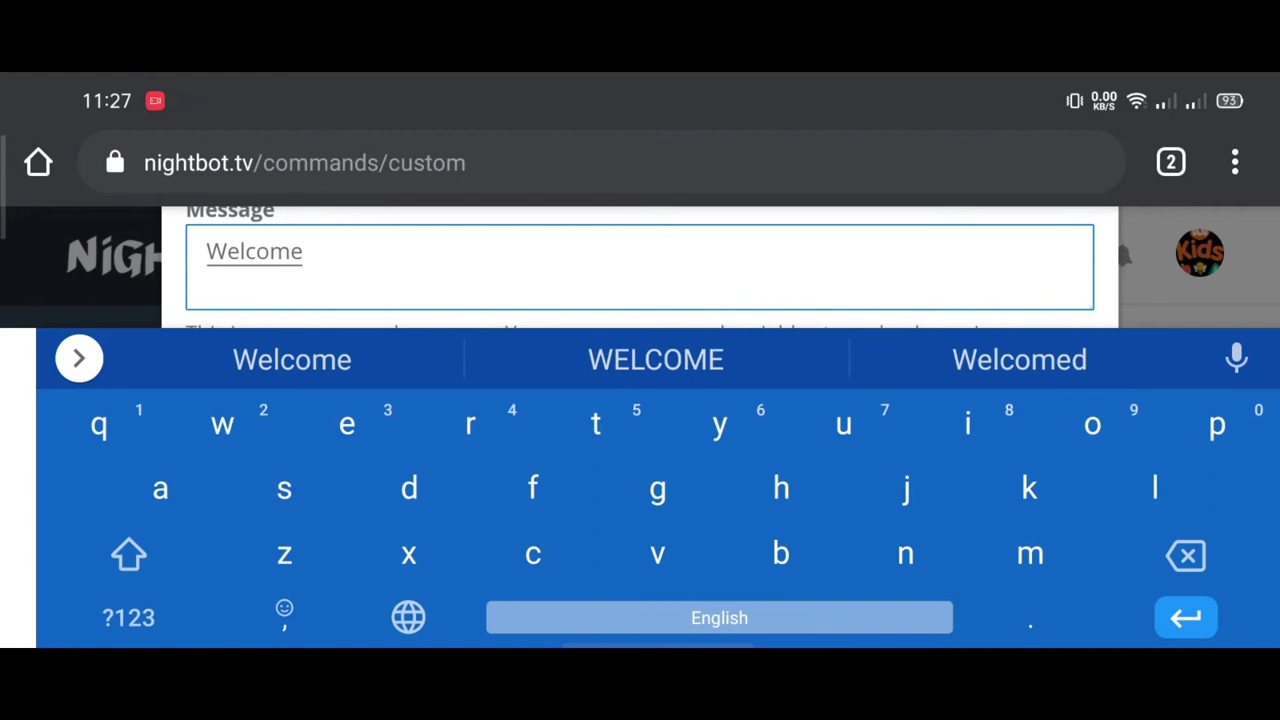 11:27 0.00 KB/S 93
nightbot.tv/commands/custom 2
Message
NIGH
Welcome
Kids
Welcome WELCOME Welcomed
q 1 w 2 e 3 r 4 t 5 y 6 u 7 i 8 o 9 p 0
a s d f g h j k l
z x c v b n m
?123 , English .